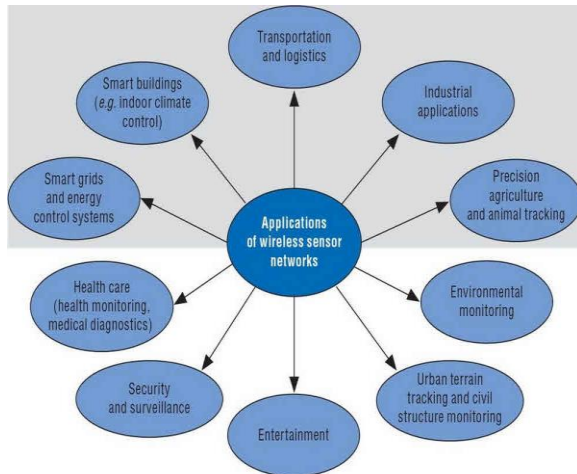 Transportation
and logistics
Smart buildings
(e.g. indoor climate
control)
Industrial
applications
Smart grids
and energy
control systems
Precision
agriculture
and animal tracking
Applications
of wireless sensor
networks
Health care
(health monitoring,
medical diagnostics)
Environmental
monitoring
Security
and surveillance
Urban terrain
tracking and civil
structure monitoring
Entertainment